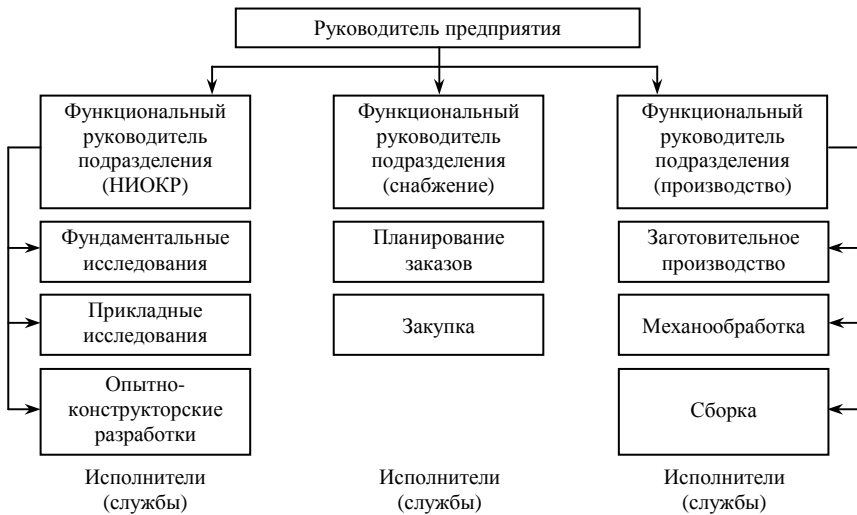 Руководитель предприятия
Функциональный
руководитель
подразделения
(НИОКР)
Функциональный
руководитель
подразделения
(снабжение)
Функциональный
руководитель
подразделения
(производство)
Фундаментальные
исследования
Планирование
заказов
Заготовительное
производство
Прикладные
исследования
Закупка
Механообработка
Опытно-
конструкторские
разработки
Сборка
Исполнители
(службы)
Исполнители
(службы)
Исполнители
(службы)